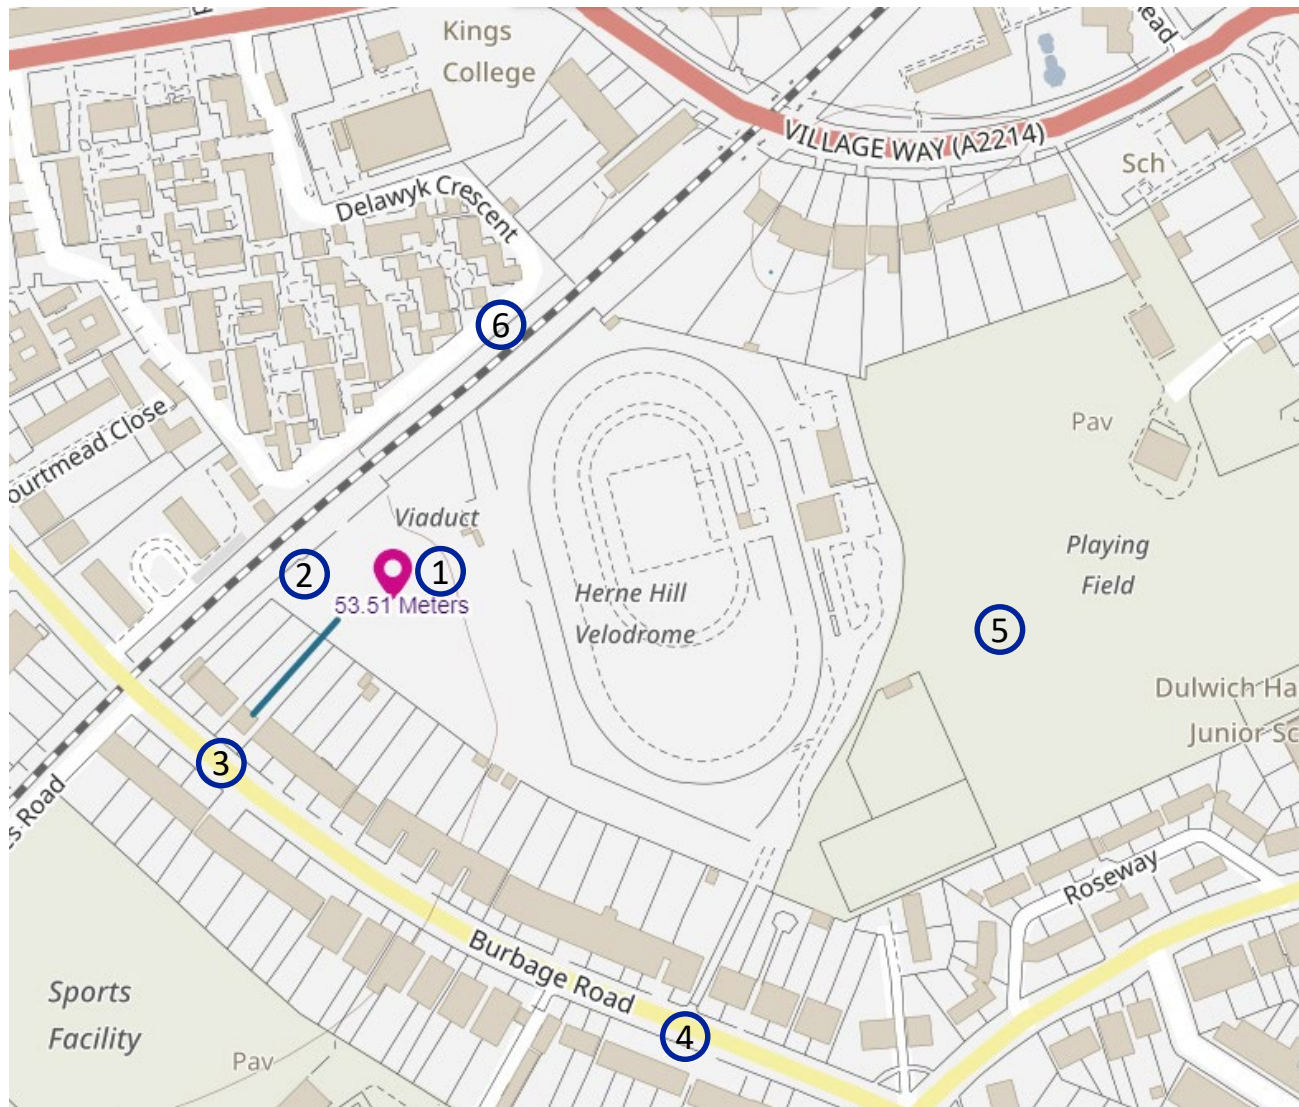 Kings
College
VILLAGE WAY (A2214)
ead
Sch
Delawyk Crescent
6
ourtmead Close
Pav
Viaduct
Playing
Field
2
1
53.51 Meters
Herne Hill
Velodrome
5
Dulwich Ha
Junior Sc
3
s Road
Roseway
Burbage Road
Sports
Facility
4
Pav